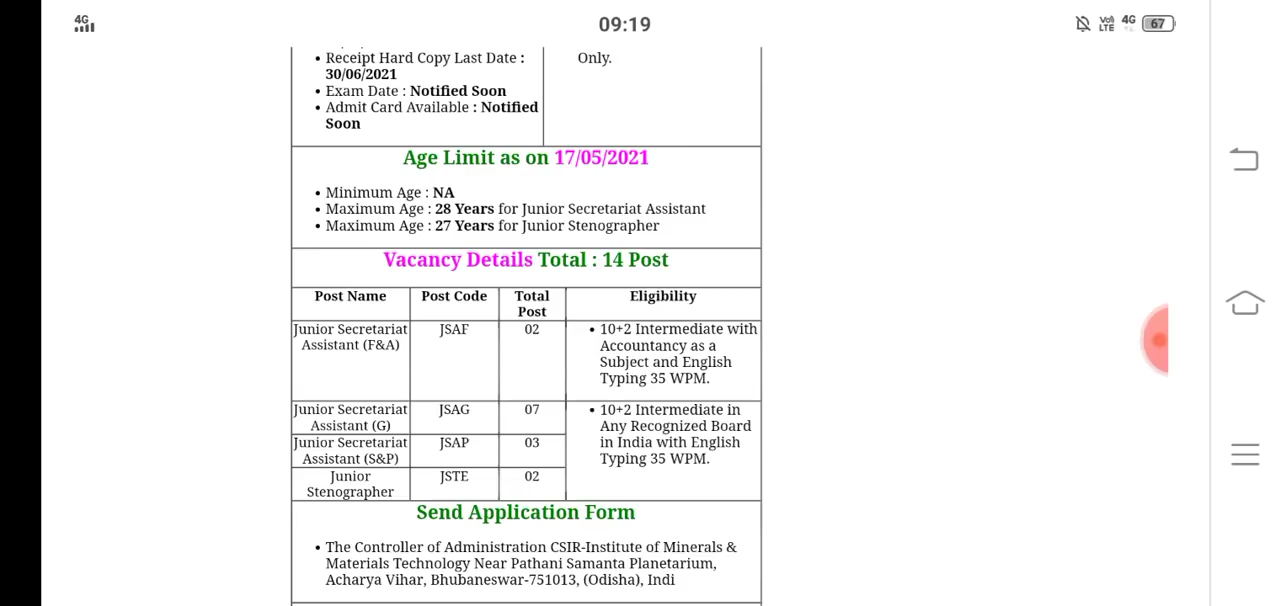 4G 09:19 Vo) LTE 4G 67
Receipt Hard Copy Last Date : Only.
30/06/2021
Exam Date : Notified Soon
Admit Card Available : Notified
Soon
Age Limit as on 17/05/2021
Minimum Age : NA
Maximum Age : 28 Years for Junior Secretariat Assistant
Maximum Age : 27 Years for Junior Stenographer
Vacancy Details Total : 14 Post
Post Name Post Code Total Post Eligibility
Junior Secretariat Assistant (F&A) JSAF 02
10+2 Intermediate with
Accountancy as a
Subject and English
Typing 35 WPM.
Junior Secretariat Assistant (G) JSAG 07
10+2 Intermediate in
Any Recognized Board
in India with English
Typing 35 WPM.
Junior Secretariat Assistant (S&P) JSAP 03
Junior Stenographer JSTE 02
Send Application Form
The Controller of Administration CSIR-Institute of Minerals &
Materials Technology Near Pathani Samanta Planetarium,
Acharya Vihar, Bhubaneswar-751013, (Odisha), Indi